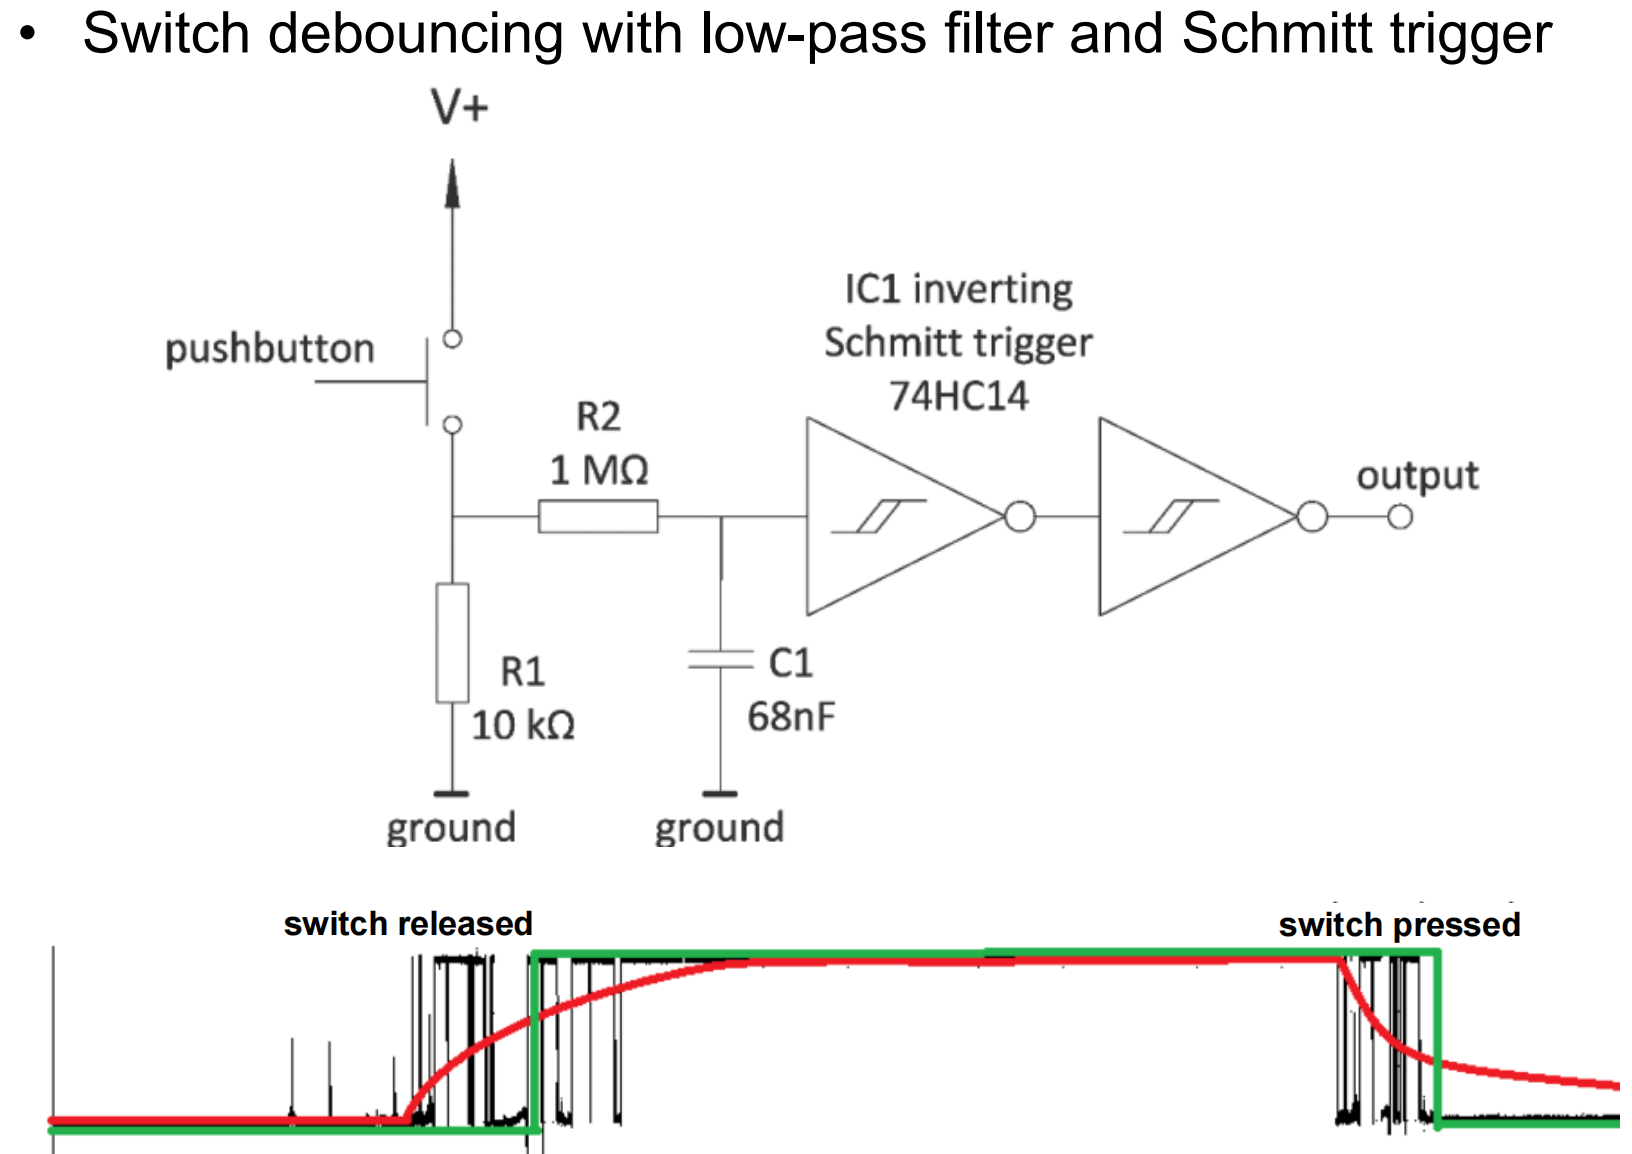 • Switch debouncing with low-pass filter and Schmitt trigger
V+
pushbutton
R2
1 MΩ
IC1 inverting
Schmitt trigger
74HC14
output
R1
10 kΩ
C1
68nF
ground
ground
switch released
switch pressed